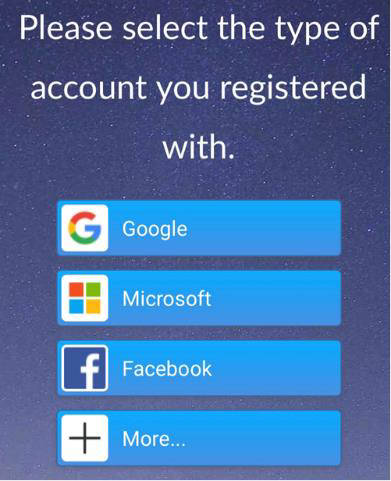 Please select the type of
account you registered
with.
Google
Microsoft
Facebook
More...